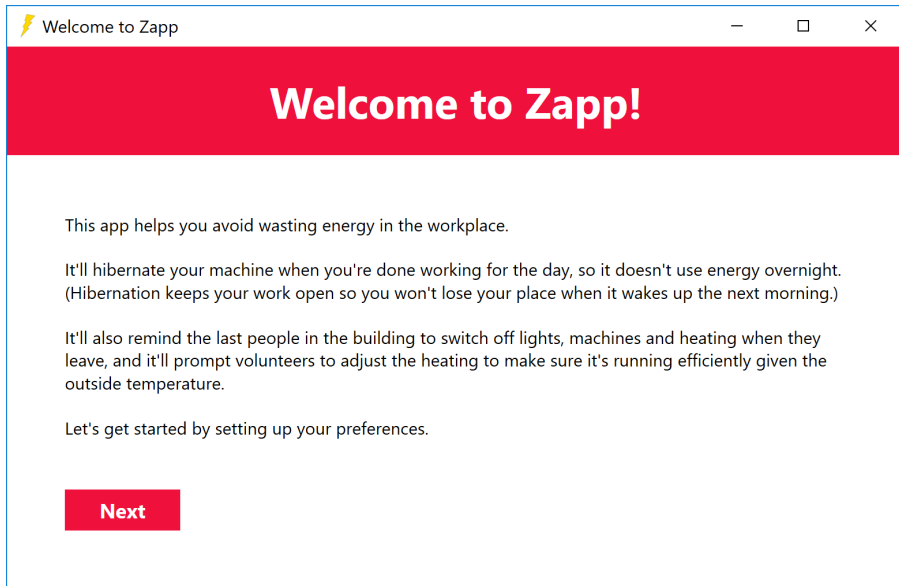 Welcome to Zapp
Welcome to Zapp!
This app helps you avoid wasting energy in the workplace.
It'll hibernate your machine when you're done working for the day, so it doesn't use energy overnight.
(Hibernation keeps your work open so you won't lose your place when it wakes up the next morning.)
It'll also remind the last people in the building to switch off lights, machines and heating when they
leave, and it'll prompt volunteers to adjust the heating to make sure it's running efficiently given the
outside temperature.
Let's get started by setting up your preferences.
Next